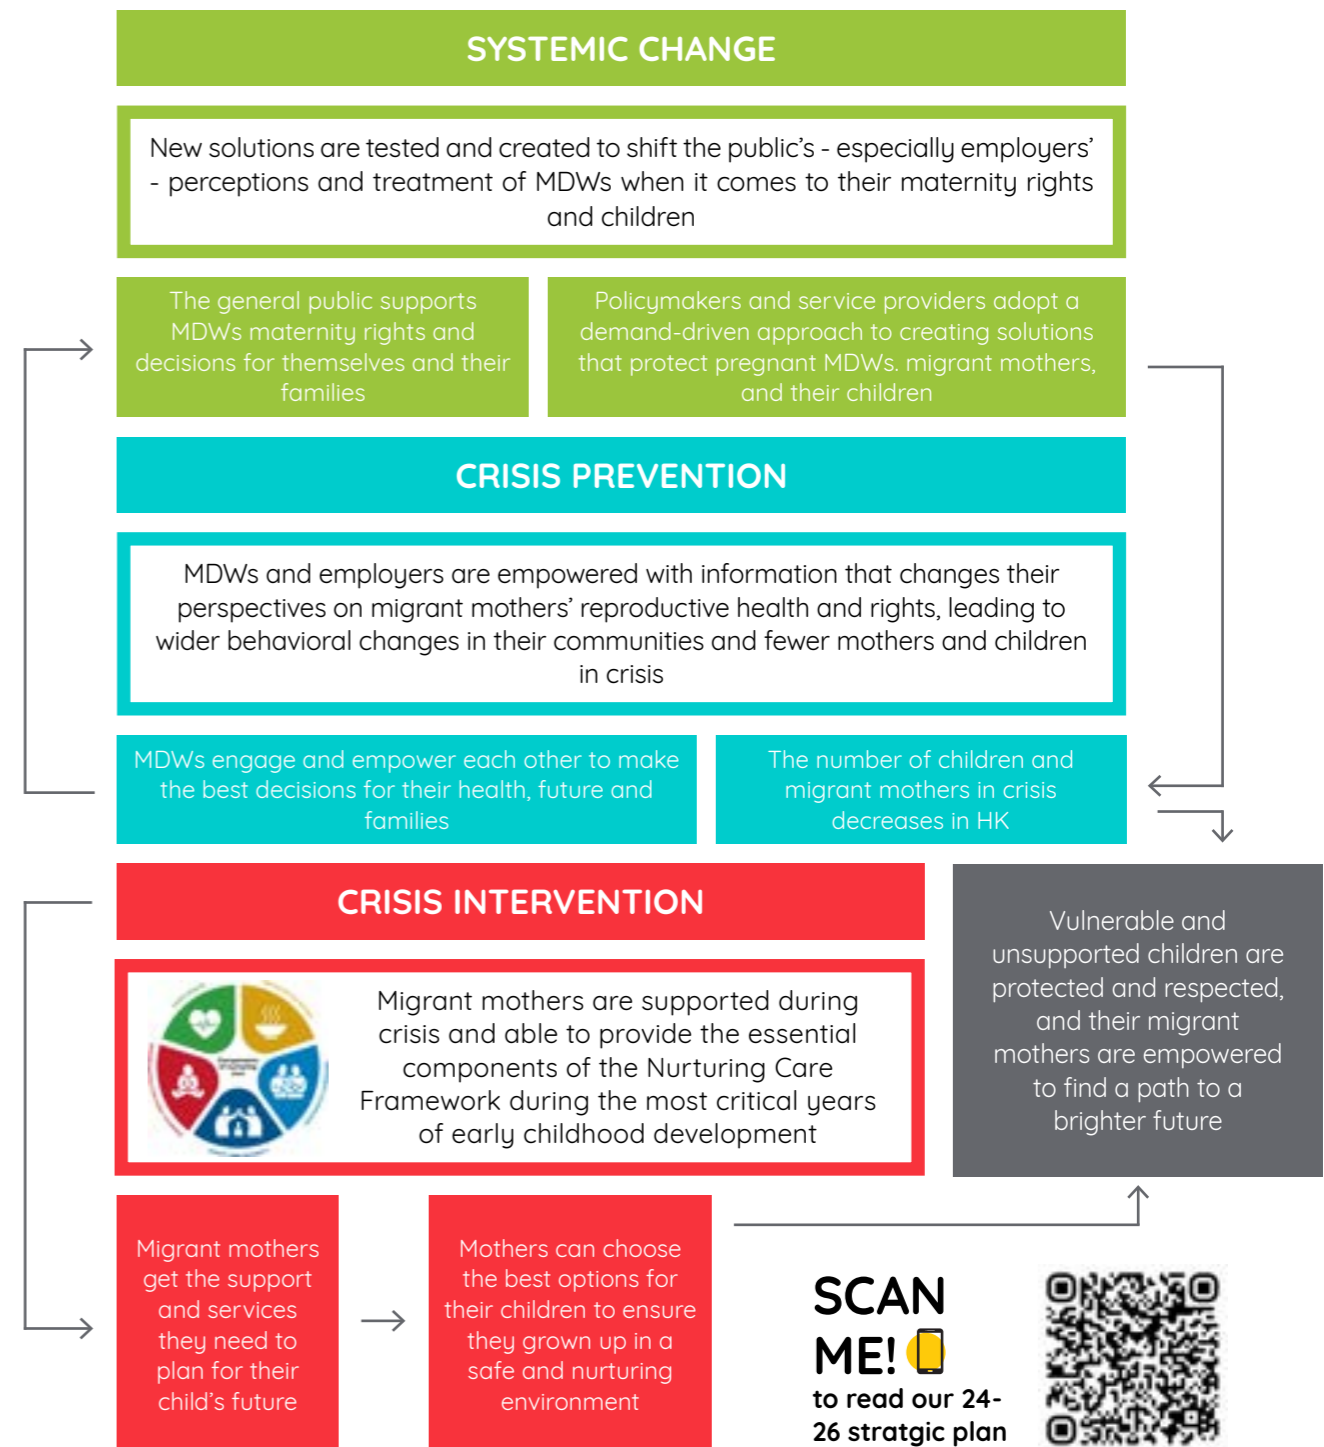 SYSTEMIC CHANGE
New solutions are tested and created to shift the public's - especially employers'
- perceptions and treatment of MDWs when it comes to their maternity rights
and children
The general public supports
MDWs maternity rights and
decisions for themselves and their
families
Policymakers and service providers adopt a
demand-driven approach to creating solutions
that protect pregnant MDWs. migrant mothers,
and their children
CRISIS PREVENTION
MDWs and employers are empowered with information that changes their
perspectives on migrant mothers' reproductive health and rights, leading to
wider behavioral changes in their communities and fewer mothers and children
in crisis
MDWs engage and empower each other to make
the best decisions for their health, future and
families
The number of children and
migrant mothers in crisis
decreases in HK
CRISIS INTERVENTION
Migrant mothers are supported during
crisis and able to provide the essential
components of the Nurturing Care
Framework during the most critical years
of early childhood development
Vulnerable and
unsupported children are
protected and respected,
and their migrant
mothers are empowered
to find a path to a
brighter future
Migrant mothers
get the support
and services
they need to
plan for their
child's future
Mothers can choose
the best options for
their children to ensure
they grown up in a
safe and nurturing
environment
SCAN
ME!
to read our 24-
26 stratgic plan